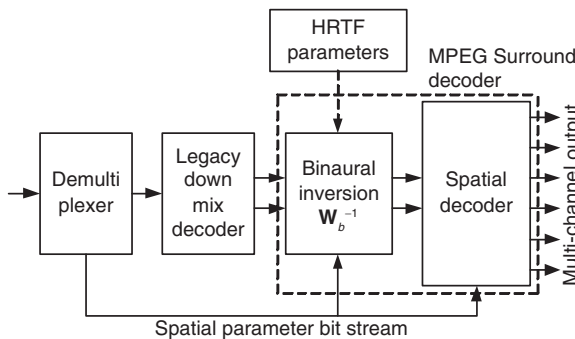 HRTF
parameters
MPEG Surround
decoder
Demulti
plexer
Legacy
down
mix
decoder
Binaural
inversion
W_b^{-1}
Spatial
decoder
Multi-channel output
Spatial parameter bit stream